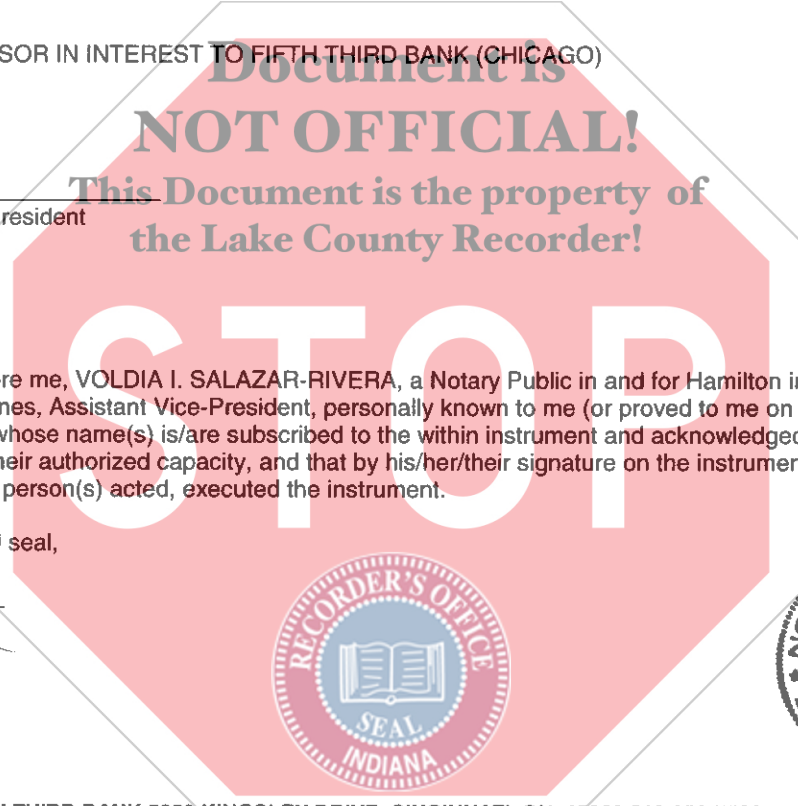 SOR IN INTEREST TO FIFTH THIRD BANK (CHICAGO)
Document is
NOT OFFICIAL!
This Document is the property of
the Lake County Recorder!
resident
STOP
re me, VOLDIA I. SALAZAR-RIVERA, a Notary Public in and for Hamilton in
nes, Assistant Vice-President, personally known to me (or proved to me on
whose name(s) is/are subscribed to the within instrument and acknowledged
heir authorized capacity, and that by his/her/their signature on the instrumen
person(s) acted, executed the instrument.
seal,
RECORDER'S OFFICE
SEAL
INDIANA